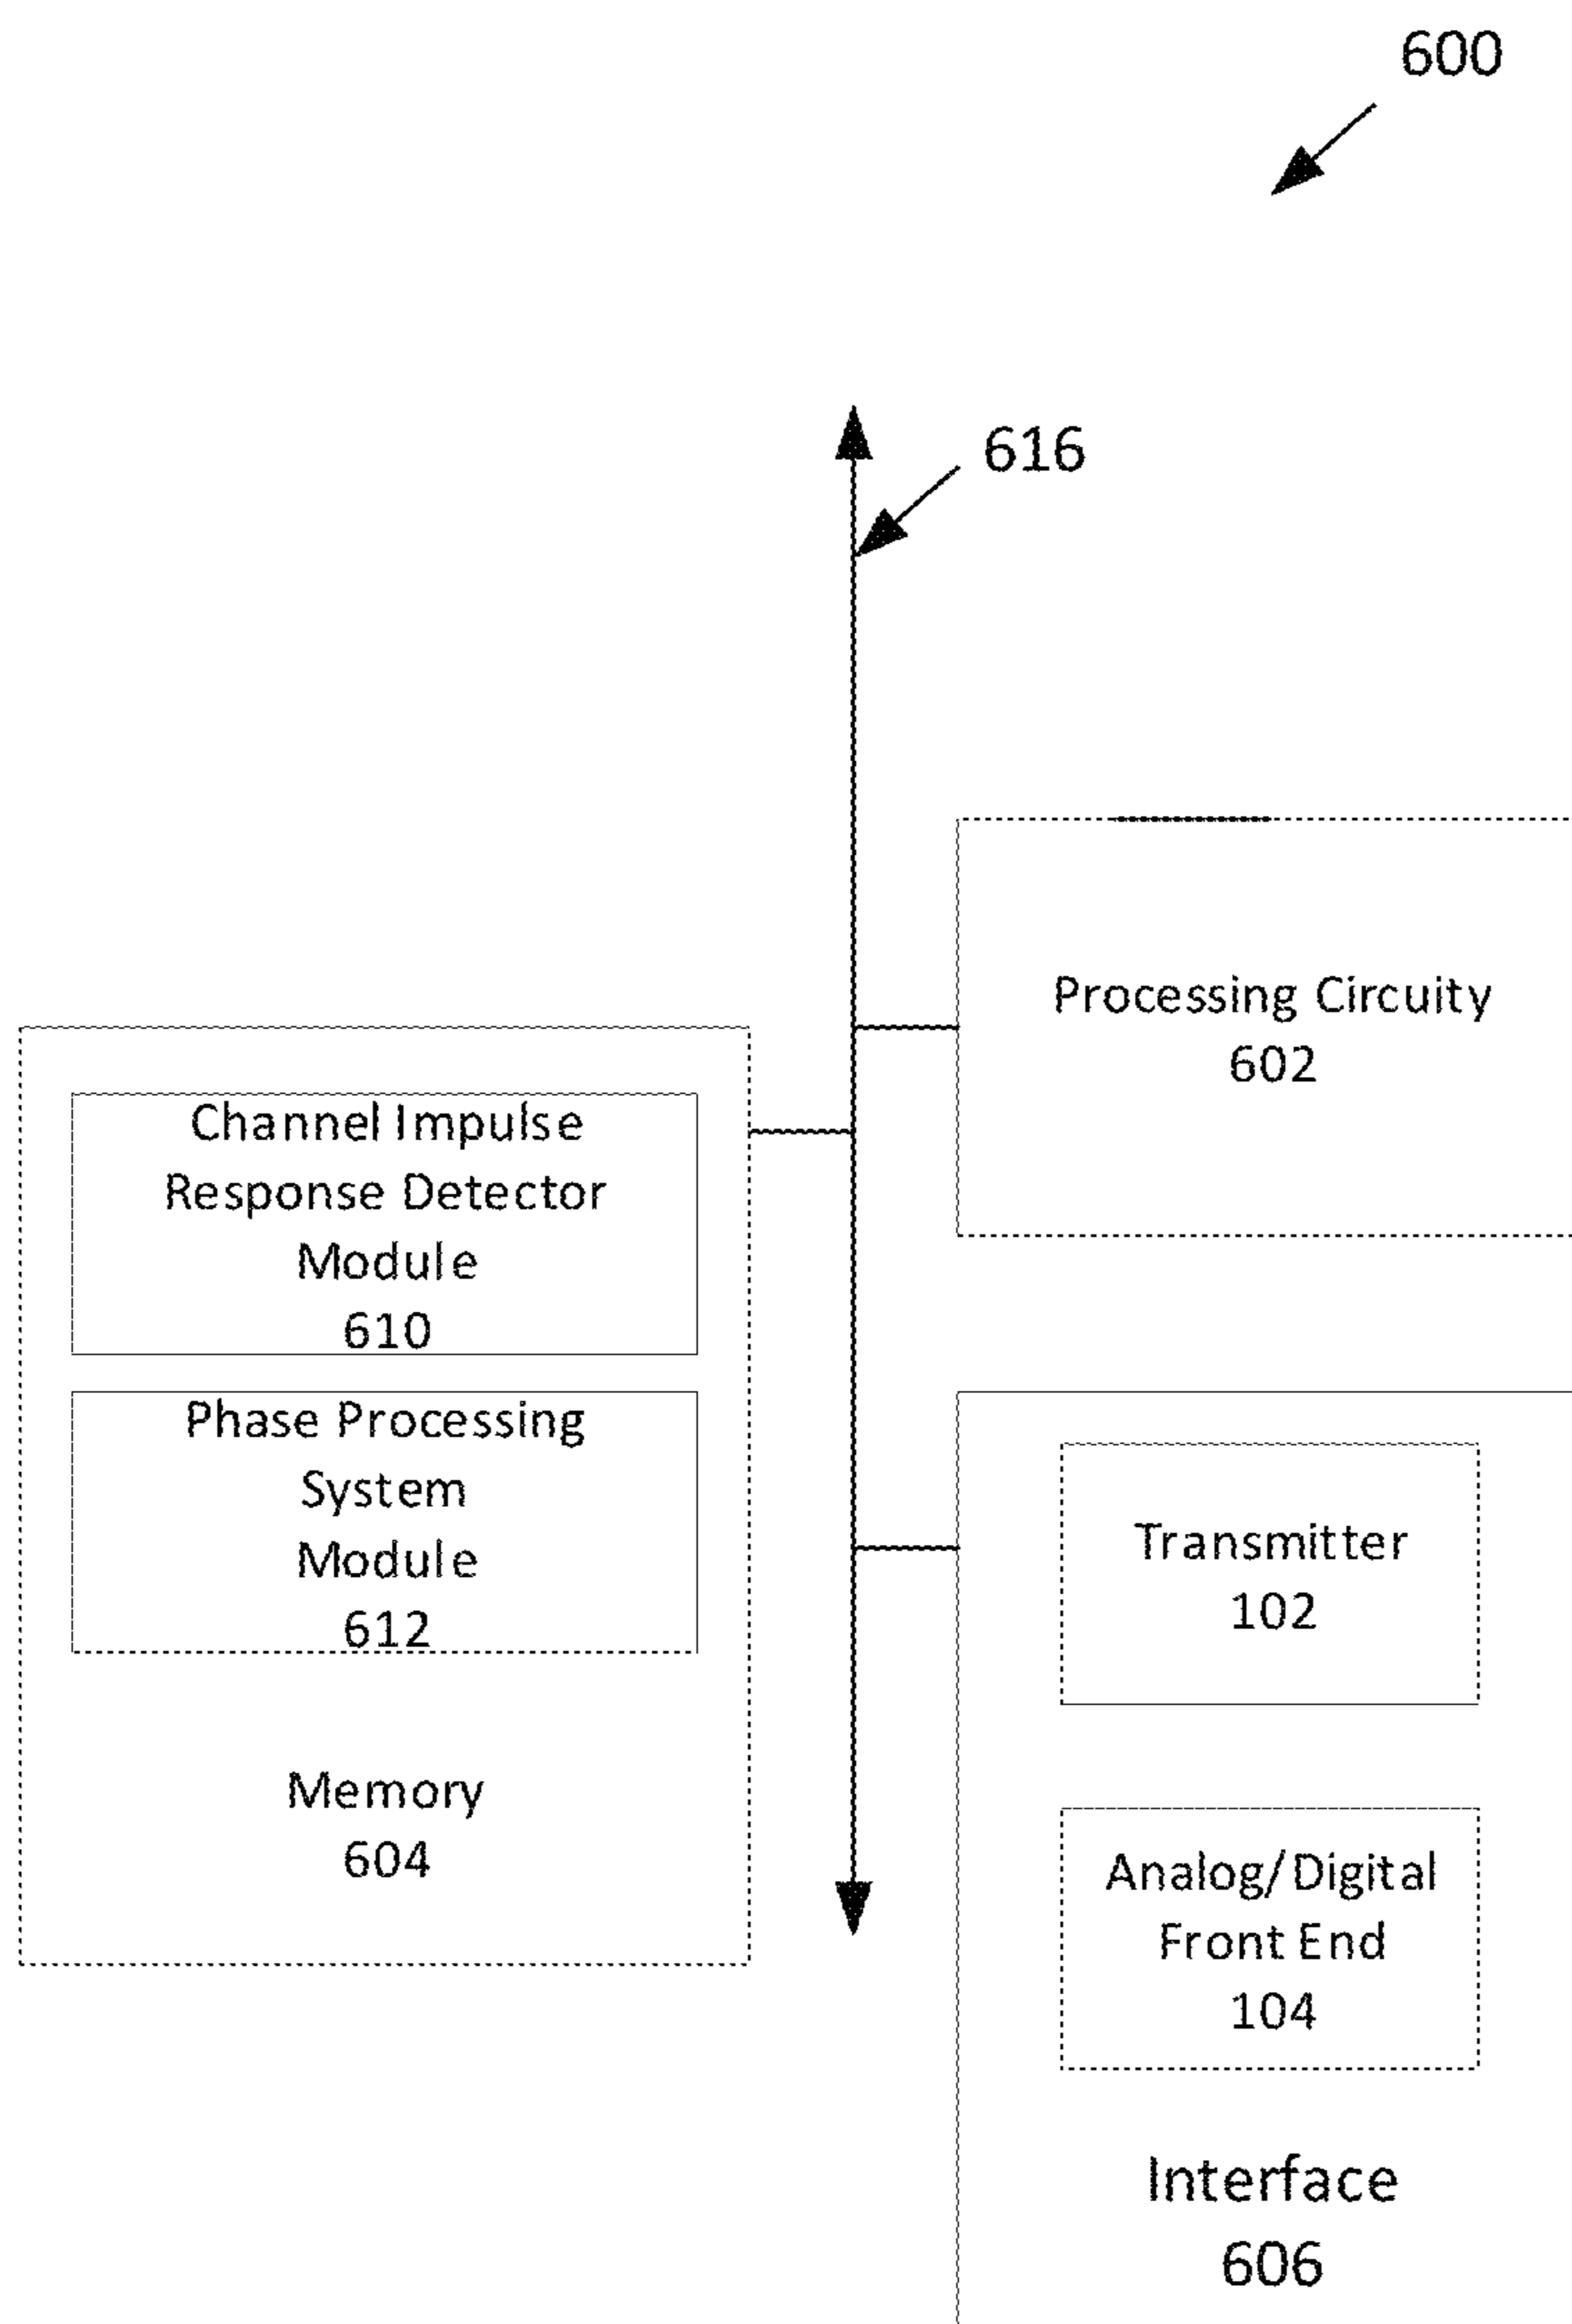 600
616
Processing Circuity
602
Channel Impulse
Response Detector
Module
610
Phase Processing
System
Module
612
Memory
604
Transmitter
102
Analog/Digital
Front End
104
Interface
606